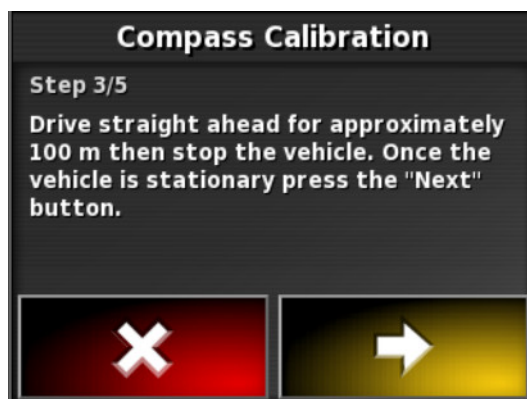 Compass Calibration
Step 3/5
Drive straight ahead for approximately
100 m then stop the vehicle. Once the
vehicle is stationary press the "Next"
button.